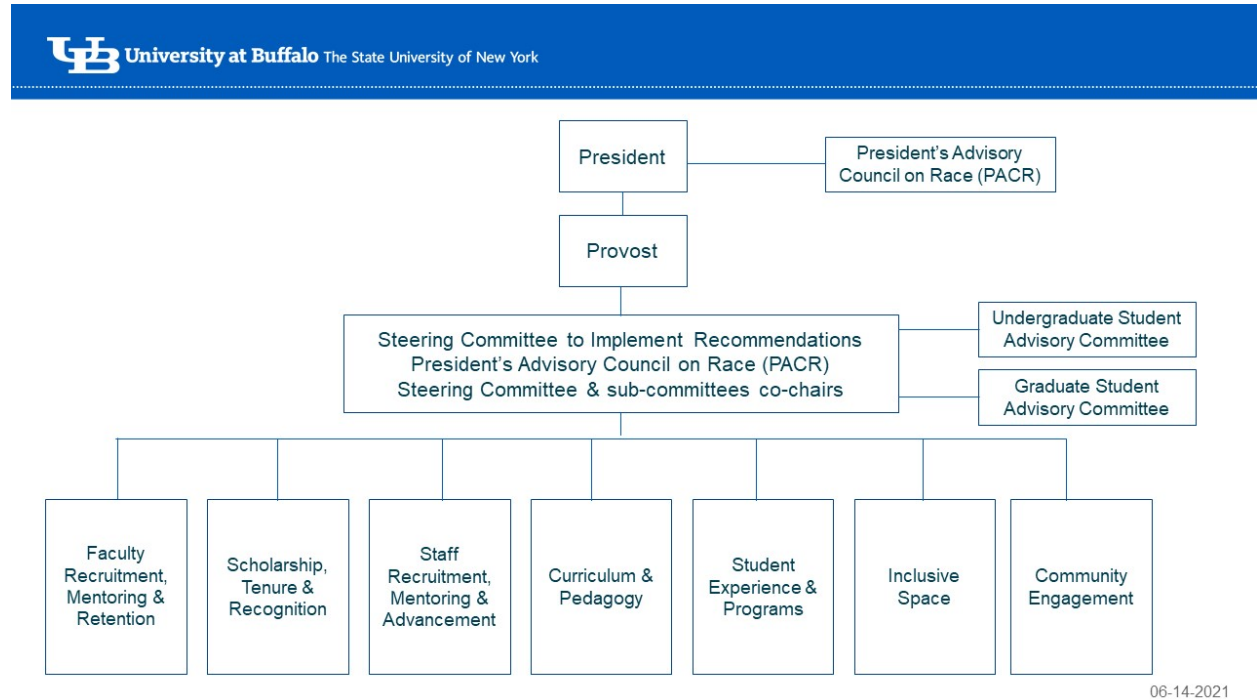 UB University at Buffalo The State University of New York
President
President's Advisory
Council on Race (PACR)
Provost
Steering Committee to Implement Recommendations
President's Advisory Council on Race (PACR)
Steering Committee & sub-committees co-chairs
Undergraduate Student
Advisory Committee
Graduate Student
Advisory Committee
Faculty
Recruitment,
Mentoring &
Retention
Scholarship,
Tenure &
Recognition
Staff
Recruitment,
Mentoring &
Advancement
Curriculum &
Pedagogy
Student
Experience &
Programs
Inclusive
Space
Community
Engagement
06-14-2021